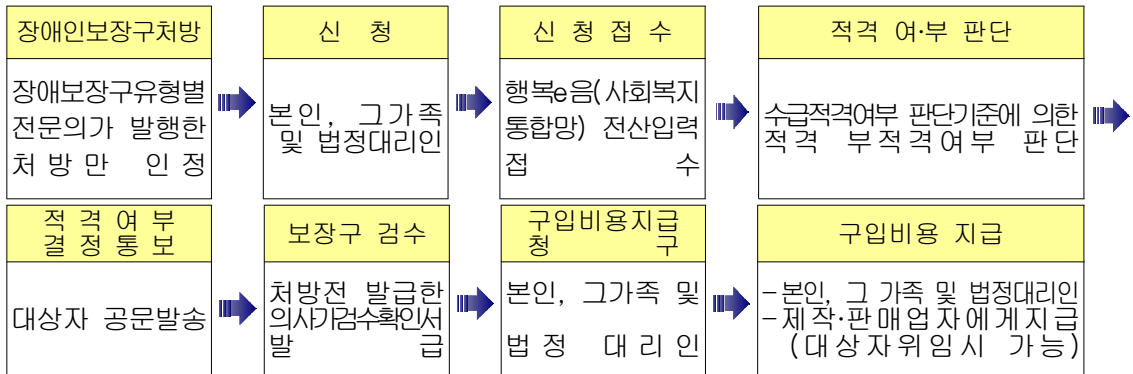 장애인보장구처방
장애보장구유형별
전문의가 발행한
처 방 만 인 정
신 청
본인, 그가족
및 법정대리인
신 청 접 수
행복e음(사회복지
통합망) 전산입력
접 수
적격 여·부 판단
수급적격여부 판단기준에 의한
적격 부적격여부 판단
적 격 여 부
결 정 통 보
대상자 공문발송
보장구 검수
처방전 발급한
의사가검수확인서
발 급
구입비용지급
청 구
본인, 그가족 및
법 정 대 리 인
구입비용 지급
-본인, 그 가족 및 법정대리인
-제작·판매업자에게지급
(대상자위임시 가능)